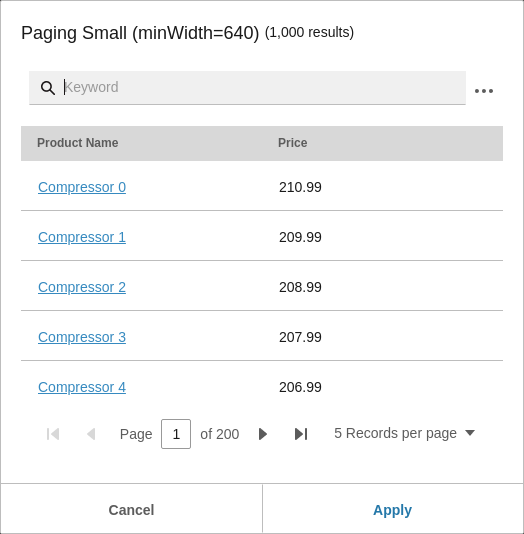 Paging Small (minWidth=640) (1,000 results)
Keyword
Product Name Price
Compressor 0 210.99
Compressor 1 209.99
Compressor 2 208.99
Compressor 3 207.99
Compressor 4 206.99
Page 1 of 200 5 Records per page
Cancel Apply